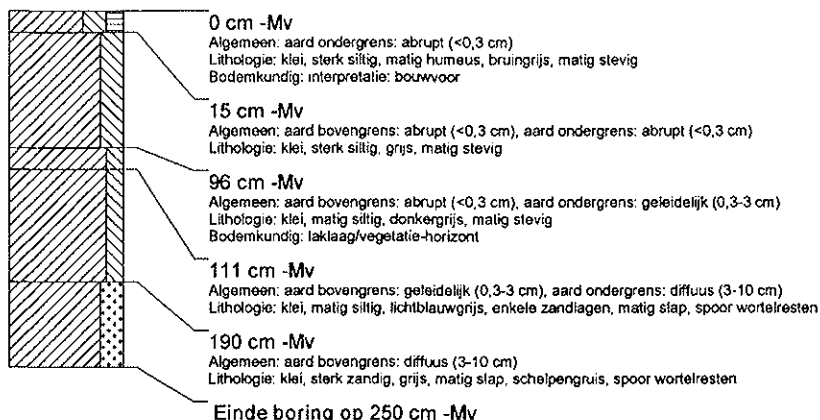 0 cm -Mv
Algemeen: aard ondergrens: abrupt (<0,3 cm)
Lithologie: klei, sterk siltig, matig humeus, bruingrijs, matig stevig
Bodemkundig: interpretatie: bouwvoor
15 cm -Mv
Algemeen: aard bovengrens: abrupt (<0,3 cm), aard ondergrens: abrupt (<0,3 cm)
Lithologie: klei, sterk siltig, grijs, matig stevig
96 cm -Mv
Algemeen: aard bovengrens: abrupt (<0,3 cm), aard ondergrens: geleidelijk (0,3-3 cm)
Lithologie: klei, matig siltig, donkergrijs, matig stevig
Bodemkundig: laklaag/vegetatie-horizont
111 cm -Mv
Algemeen: aard bovengrens: geleidelijk (0,3-3 cm), aard ondergrens: diffuus (3-10 cm)
Lithologie: klei, matig siltig, lichtblauwgrijs, enkele zandlagen, matig slap, spoor wortelresten
190 cm -Mv
Algemeen: aard bovengrens: diffuus (3-10 cm)
Lithologie: klei, sterk zandig, grijs, matig slap, schelpengruis, spoor wortelresten
Einde boring op 250 cm -Mv